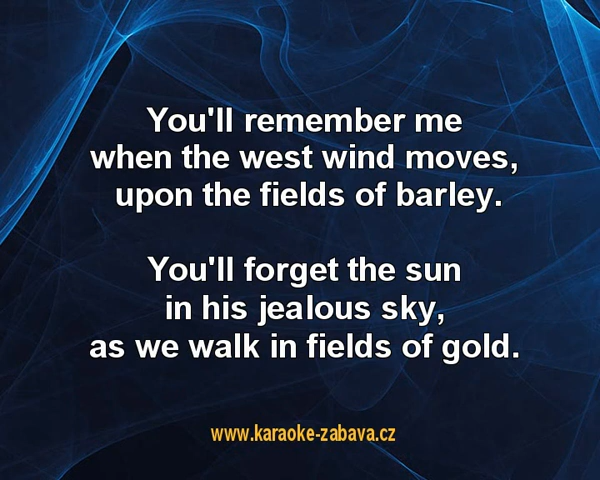 You'll remember me
when the west wind moves,
upon the fields of barley.
You'll forget the sun
in his jealous sky,
as we walk in fields of gold.
www.karaoke-zabava.cz